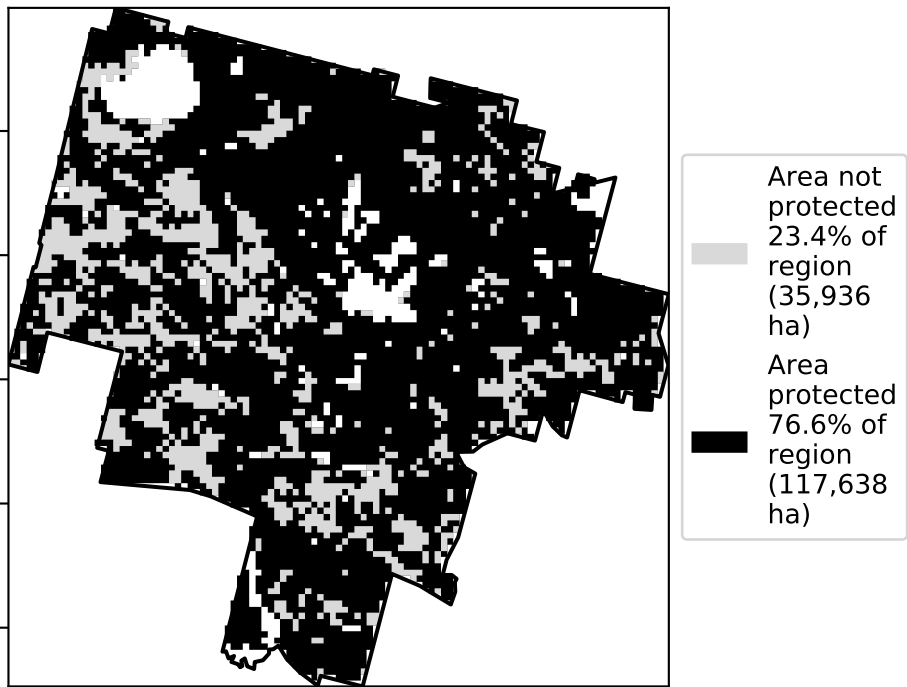 Area not
protected
23.4% of
region
(35,936
ha)
Area
protected
76.6% of
region
(117,638
ha)